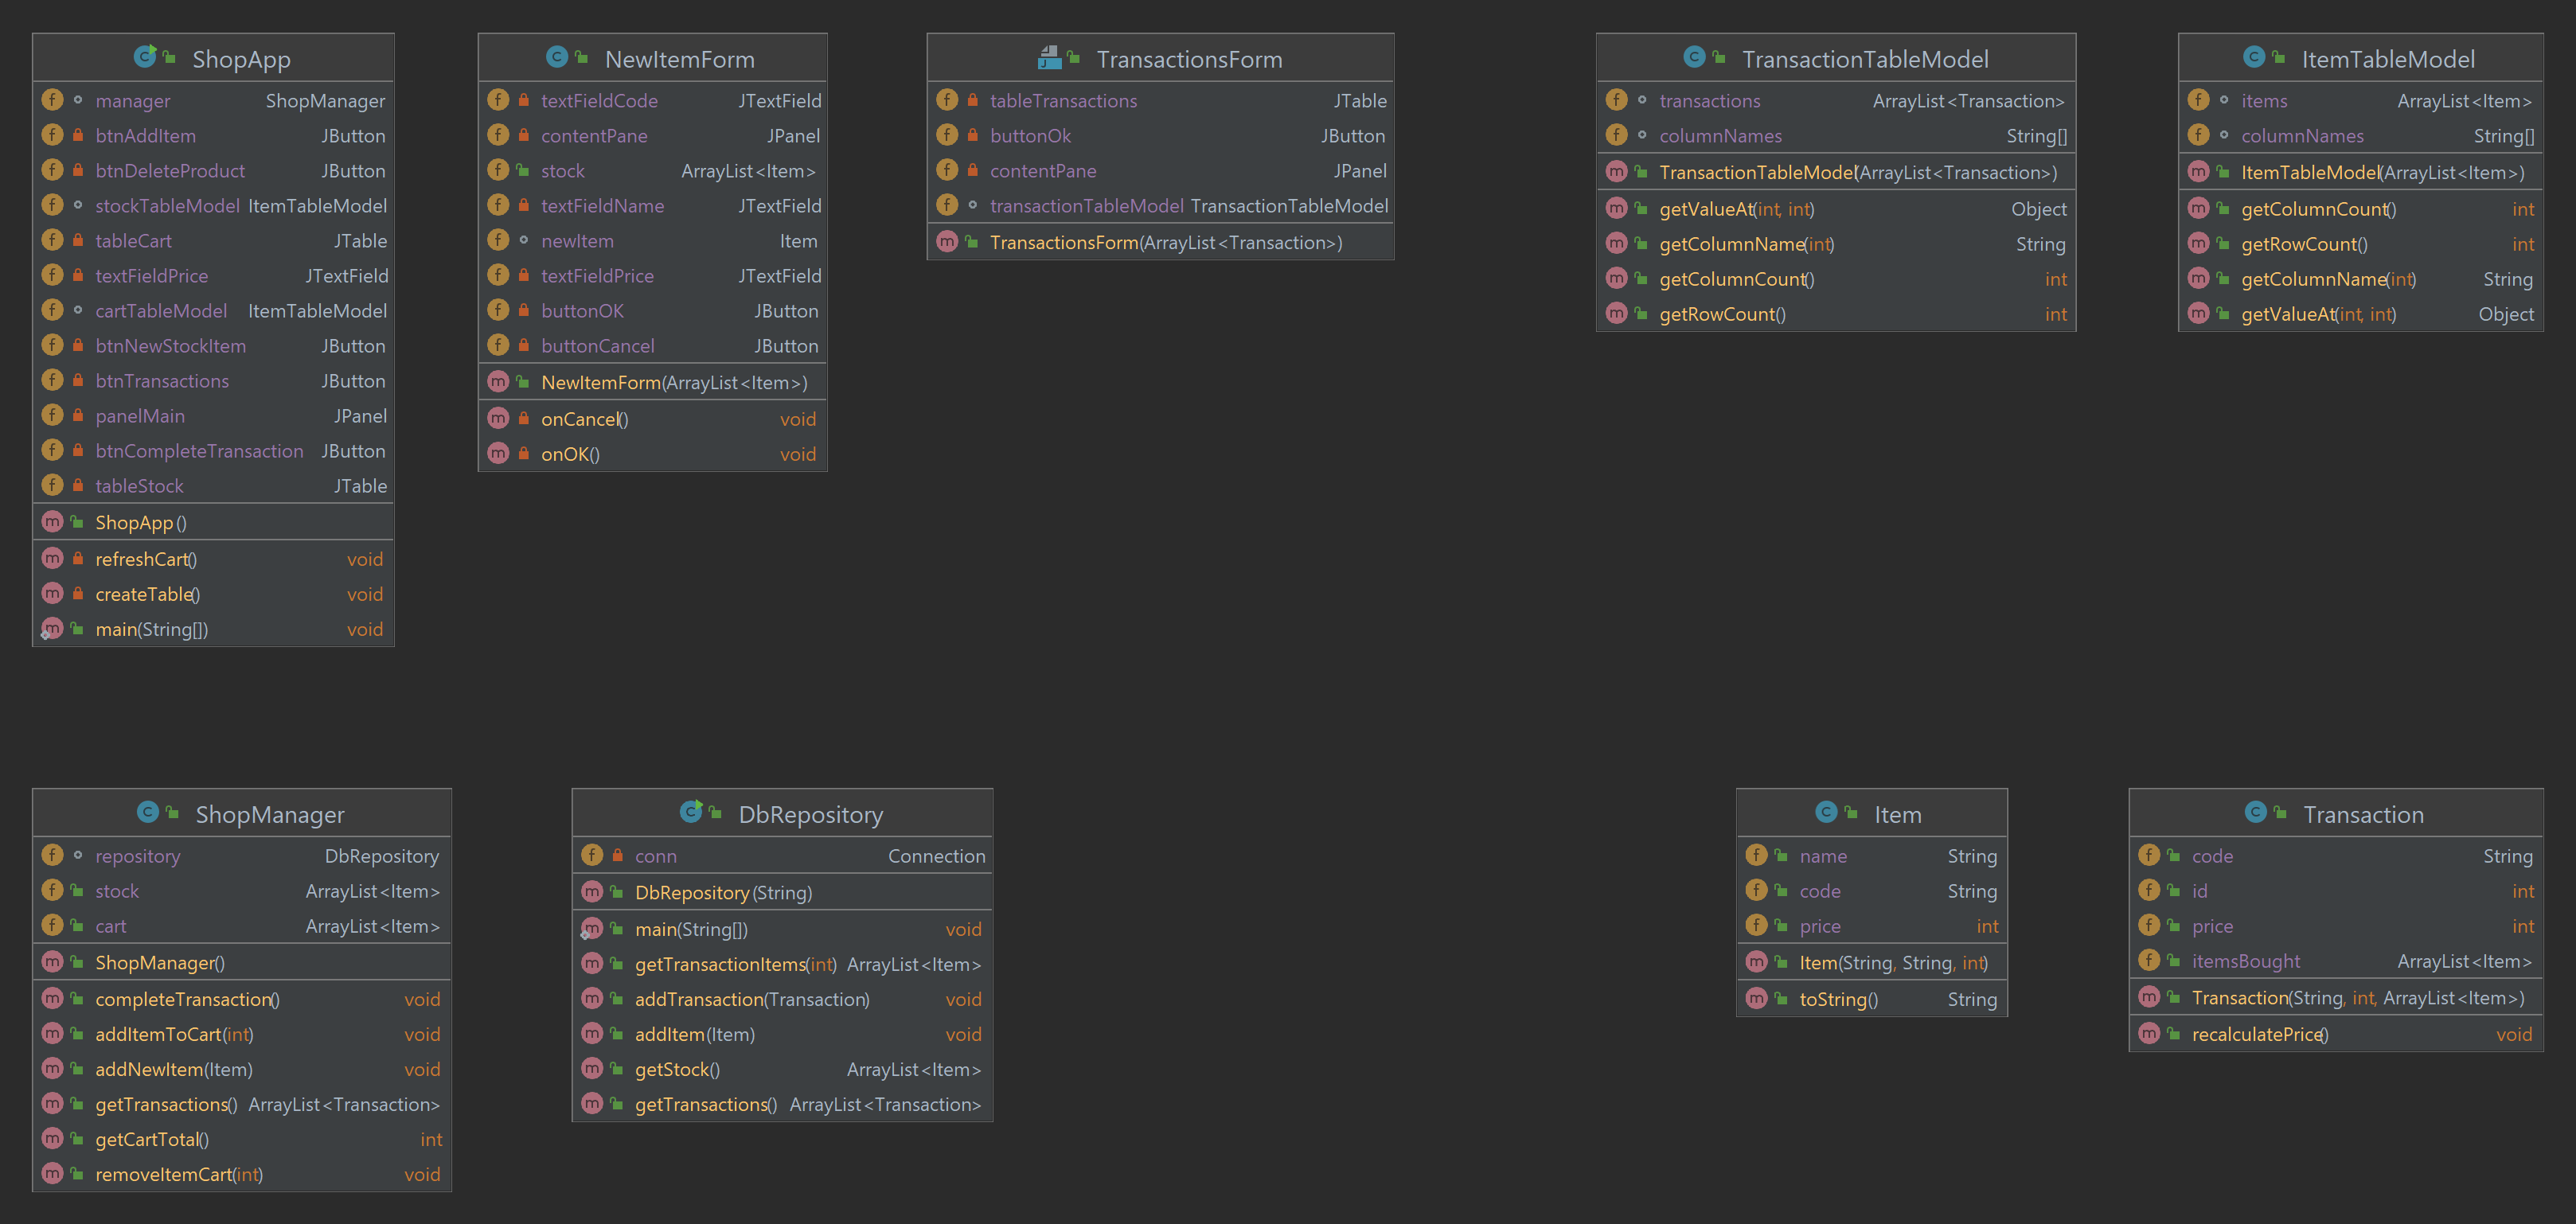 ShopApp
manager ShopManager
btnAddItem JButton
btnDeleteProduct JButton
stockTableModel ItemTableModel
tableCart JTable
textFieldPrice JTextField
cartTableModel ItemTableModel
btnNewStockItem JButton
btnTransactions JButton
panelMain JPanel
btnCompleteTransaction JButton
tableStock JTable
ShopApp()
refreshCart() void
createTable() void
main(String[]) void
NewItemForm
textFieldCode JTextField
contentPane JPanel
stock ArrayList<Item>
textFieldName JTextField
newItem Item
textFieldPrice JTextField
buttonOK JButton
buttonCancel JButton
NewItemForm(ArrayList<Item>)
onCancel() void
onOK() void
TransactionsForm
tableTransactions JTable
buttonOk JButton
contentPane JPanel
transactionTableModel TransactionTableModel
TransactionsForm(ArrayList<Transaction>)
TransactionTableModel
transactions ArrayList<Transaction>
columnNames String[]
TransactionTableModel(ArrayList<Transaction>)
getValueAt(int, int) Object
getColumnName(int) String
getColumnCount() int
getRowCount() int
ItemTableModel
items ArrayList<Item>
columnNames String[]
ItemTableModel(ArrayList<Item>)
getColumnCount() int
getRowCount() int
getColumnName(int) String
getValueAt(int, int) Object
ShopManager
repository DbRepository
stock ArrayList<Item>
cart ArrayList<Item>
ShopManager()
completeTransaction() void
addItemToCart(int) void
addNewItem(Item) void
getTransactions() ArrayList<Transaction>
getCartTotal() int
removeItemCart(int) void
DbRepository
conn Connection
DbRepository(String)
main(String[]) void
getTransactionItems(int) ArrayList<Item>
addTransaction(Transaction) void
addItem(Item) void
getStock() ArrayList<Item>
getTransactions() ArrayList<Transaction>
Item
name String
code String
price int
Item(String, String, int)
toString() String
Transaction
code String
id int
price int
itemsBought ArrayList<Item>
Transaction(String, int, ArrayList<Item>)
recalculatePrice() void